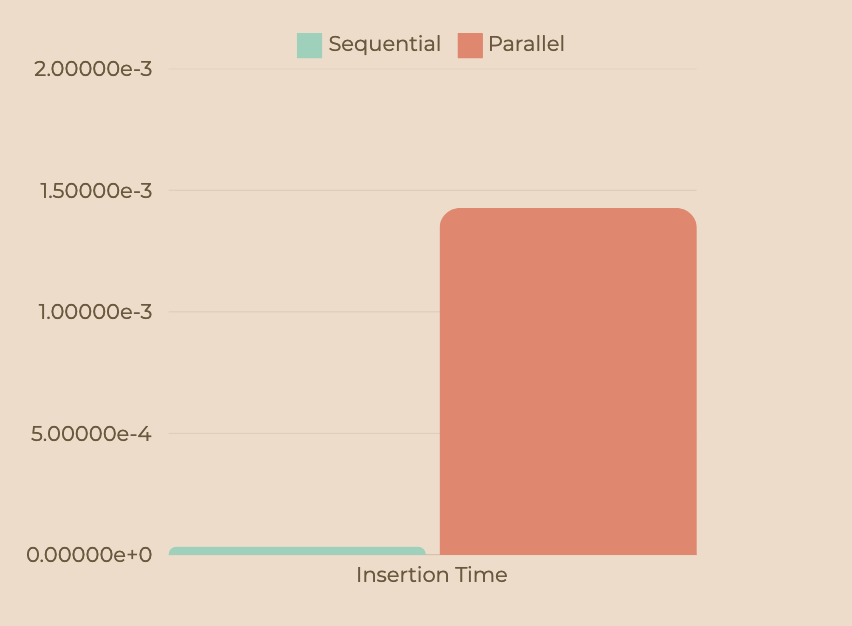 Sequential Parallel
2.00000e-3
1.50000e-3
1.00000e-3
5.00000e-4
0.00000e+0
Insertion Time